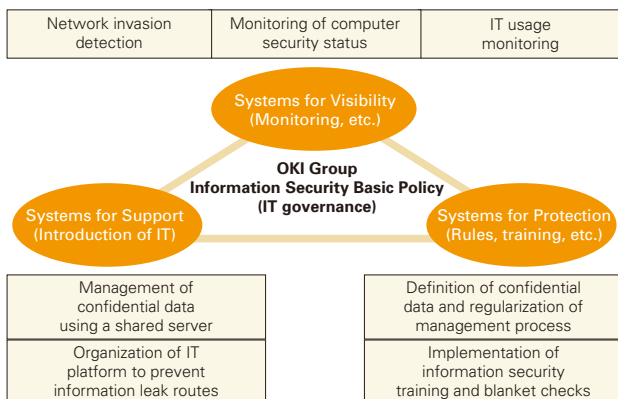 Network invasion
detection
Monitoring of computer
security status
IT usage
monitoring
Systems for Visibility
(Monitoring, etc.)
OKI Group
Information Security Basic Policy
(IT governance)
Systems for Support
(Introduction of IT)
Systems for Protection
(Rules, training, etc.)
Management of
confidential data
using a shared server
Organization of IT
platform to prevent
information leak routes
Definition of confidential
data and regularization of
management process
Implementation of
information security
training and blanket checks